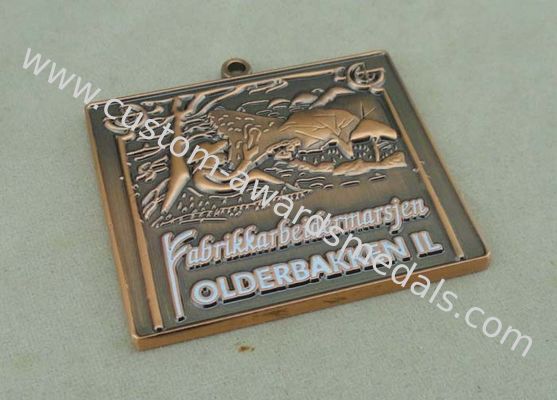 Fabrikkarbeidermarsjen
OLDERBAKKEN IL
www.custom-awardsmedals.com